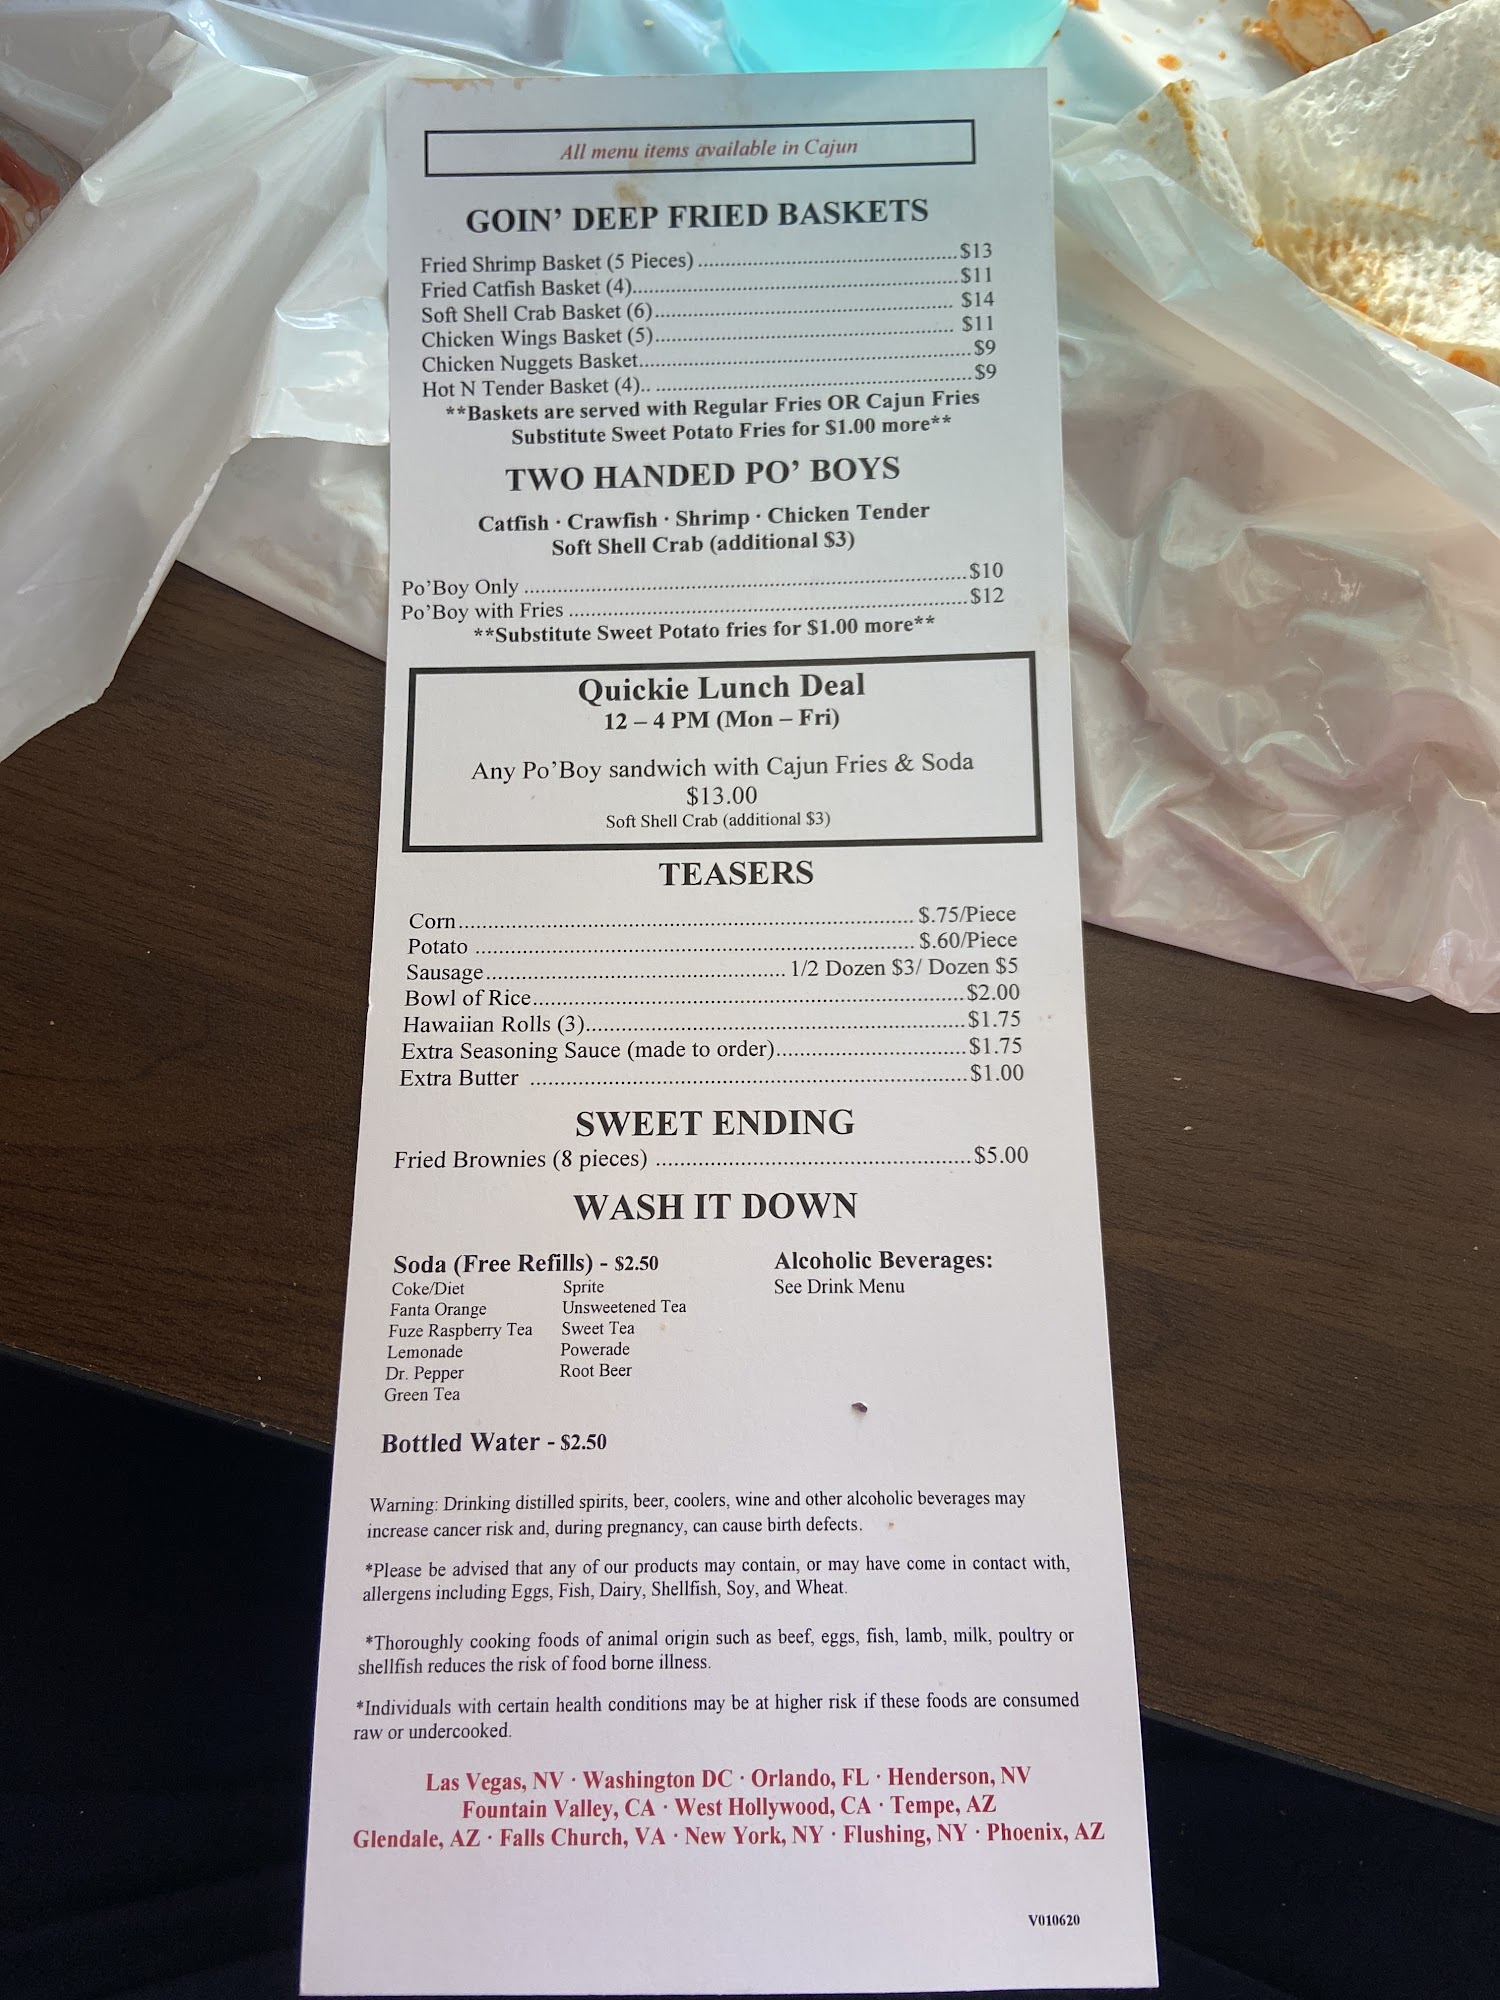 All menu items available in Cajun
GOIN' DEEP FRIED BASKETS
Fried Shrimp Basket (5 Pieces) ........ $13
Fried Catfish Basket (4) ........ $11
Soft Shell Crab Basket (6) ........ $14
Chicken Wings Basket (5) ........ $11
Chicken Nuggets Basket ........ $9
Hot N Tender Basket (4).. ........ $9
**Baskets are served with Regular Fries OR Cajun Fries
Substitute Sweet Potato Fries for $1.00 more**
TWO HANDED PO' BOYS
Catfish · Crawfish · Shrimp · Chicken Tender
Soft Shell Crab (additional $3)
Po'Boy Only ........ $10
Po'Boy with Fries ........ $12
**Substitute Sweet Potato fries for $1.00 more**
Quickie Lunch Deal
12 – 4 PM (Mon – Fri)
Any Po'Boy sandwich with Cajun Fries & Soda
$13.00
Soft Shell Crab (additional $3)
TEASERS
Corn ........ $.75/Piece
Potato ........ $.60/Piece
Sausage ........ 1/2 Dozen $3/ Dozen $5
Bowl of Rice ........ $2.00
Hawaiian Rolls (3) ........ $1.75
Extra Seasoning Sauce (made to order) ........ $1.75
Extra Butter ........ $1.00
SWEET ENDING
Fried Brownies (8 pieces) ........ $5.00
WASH IT DOWN
Soda (Free Refills) - $2.50
Coke/Diet Sprite
Fanta Orange Unsweetened Tea
Fuze Raspberry Tea Sweet Tea
Lemonade Powerade
Dr. Pepper Root Beer
Green Tea
Alcoholic Beverages:
See Drink Menu
Bottled Water - $2.50
Warning: Drinking distilled spirits, beer, coolers, wine and other alcoholic beverages may
increase cancer risk and, during pregnancy, can cause birth defects.
*Please be advised that any of our products may contain, or may have come in contact with,
allergens including Eggs, Fish, Dairy, Shellfish, Soy, and Wheat.
*Thoroughly cooking foods of animal origin such as beef, eggs, fish, lamb, milk, poultry or
shellfish reduces the risk of food borne illness.
*Individuals with certain health conditions may be at higher risk if these foods are consumed
raw or undercooked.
Las Vegas, NV · Washington DC · Orlando, FL · Henderson, NV
Fountain Valley, CA · West Hollywood, CA · Tempe, AZ
Glendale, AZ · Falls Church, VA · New York, NY · Flushing, NY · Phoenix, AZ
V010620